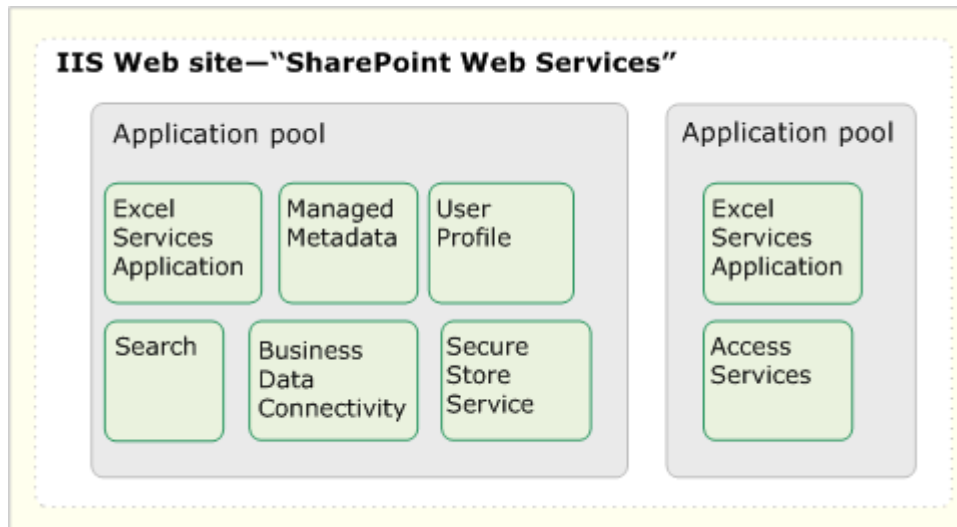 IIS Web site—“SharePoint Web Services”
Application pool
Excel
Services
Application
Managed
Metadata
User
Profile
Search
Business
Data
Connectivity
Secure
Store
Service
Application pool
Excel
Services
Application
Access
Services